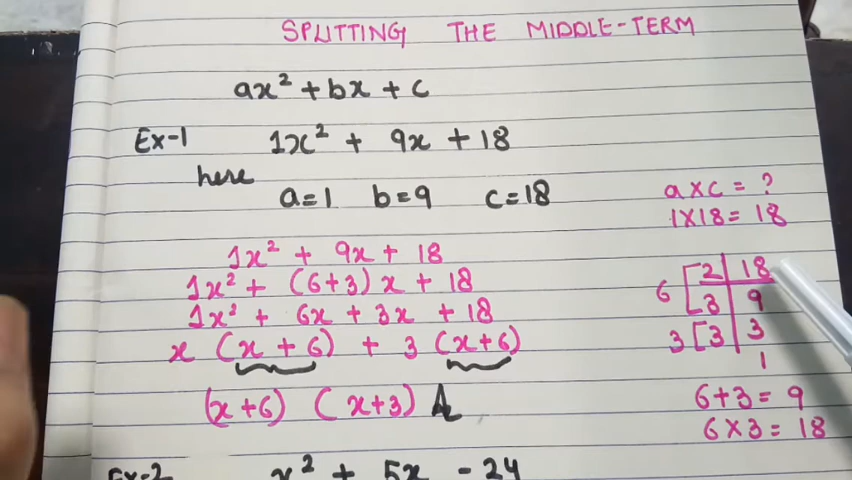 SPLITTING THE MIDDLE-TERM
ax² + bx + c
Ex-1 1x² + 9x + 18
here
a=1 b=9 c=18
a×c = ?
1×18 = 18
1x² + 9x + 18
1x² + (6+3)x + 18
1x² + 6x + 3x + 18
x (x + 6) + 3 (x+6)
(x+6) (x+3)
2 | 18
6 [ 3 | 9
3 [ 3 | 3
1
6+3 = 9
6×3 = 18
Ex-2 x² + 5x - 24